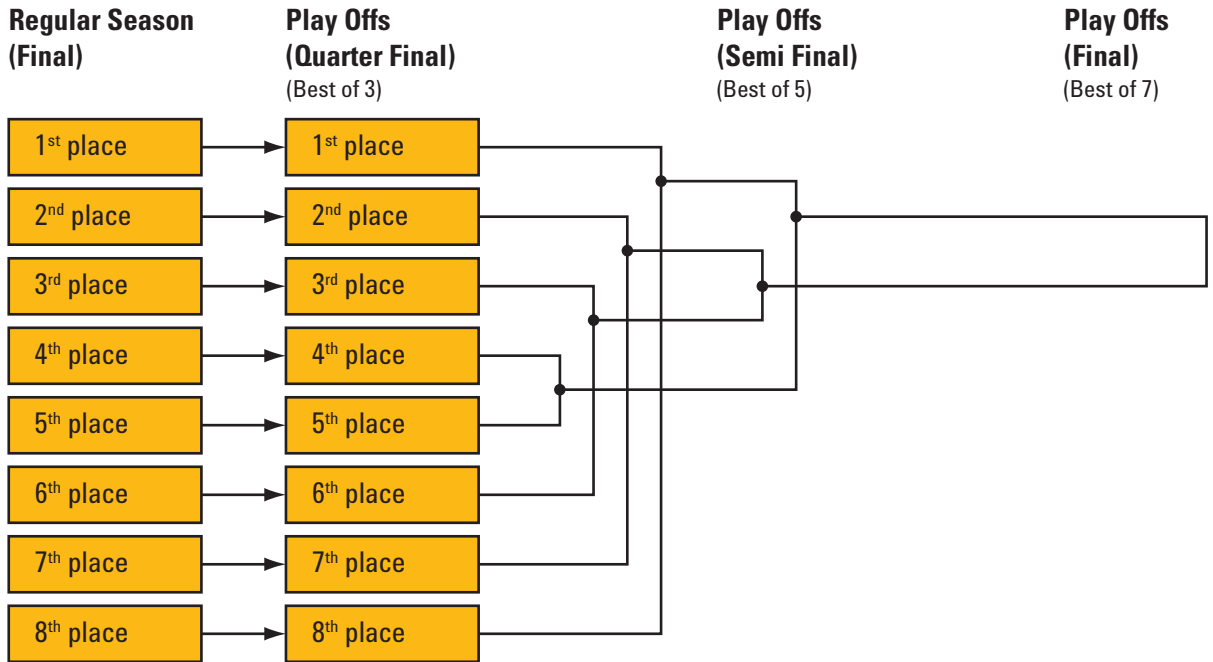 Regular Season
(Final)
Play Offs
(Quarter Final)
(Best of 3)
Play Offs
(Semi Final)
(Best of 5)
Play Offs
(Final)
(Best of 7)
1st place
1st place
2nd place
2nd place
3rd place
3rd place
4th place
4th place
5th place
5th place
6th place
6th place
7th place
7th place
8th place
8th place